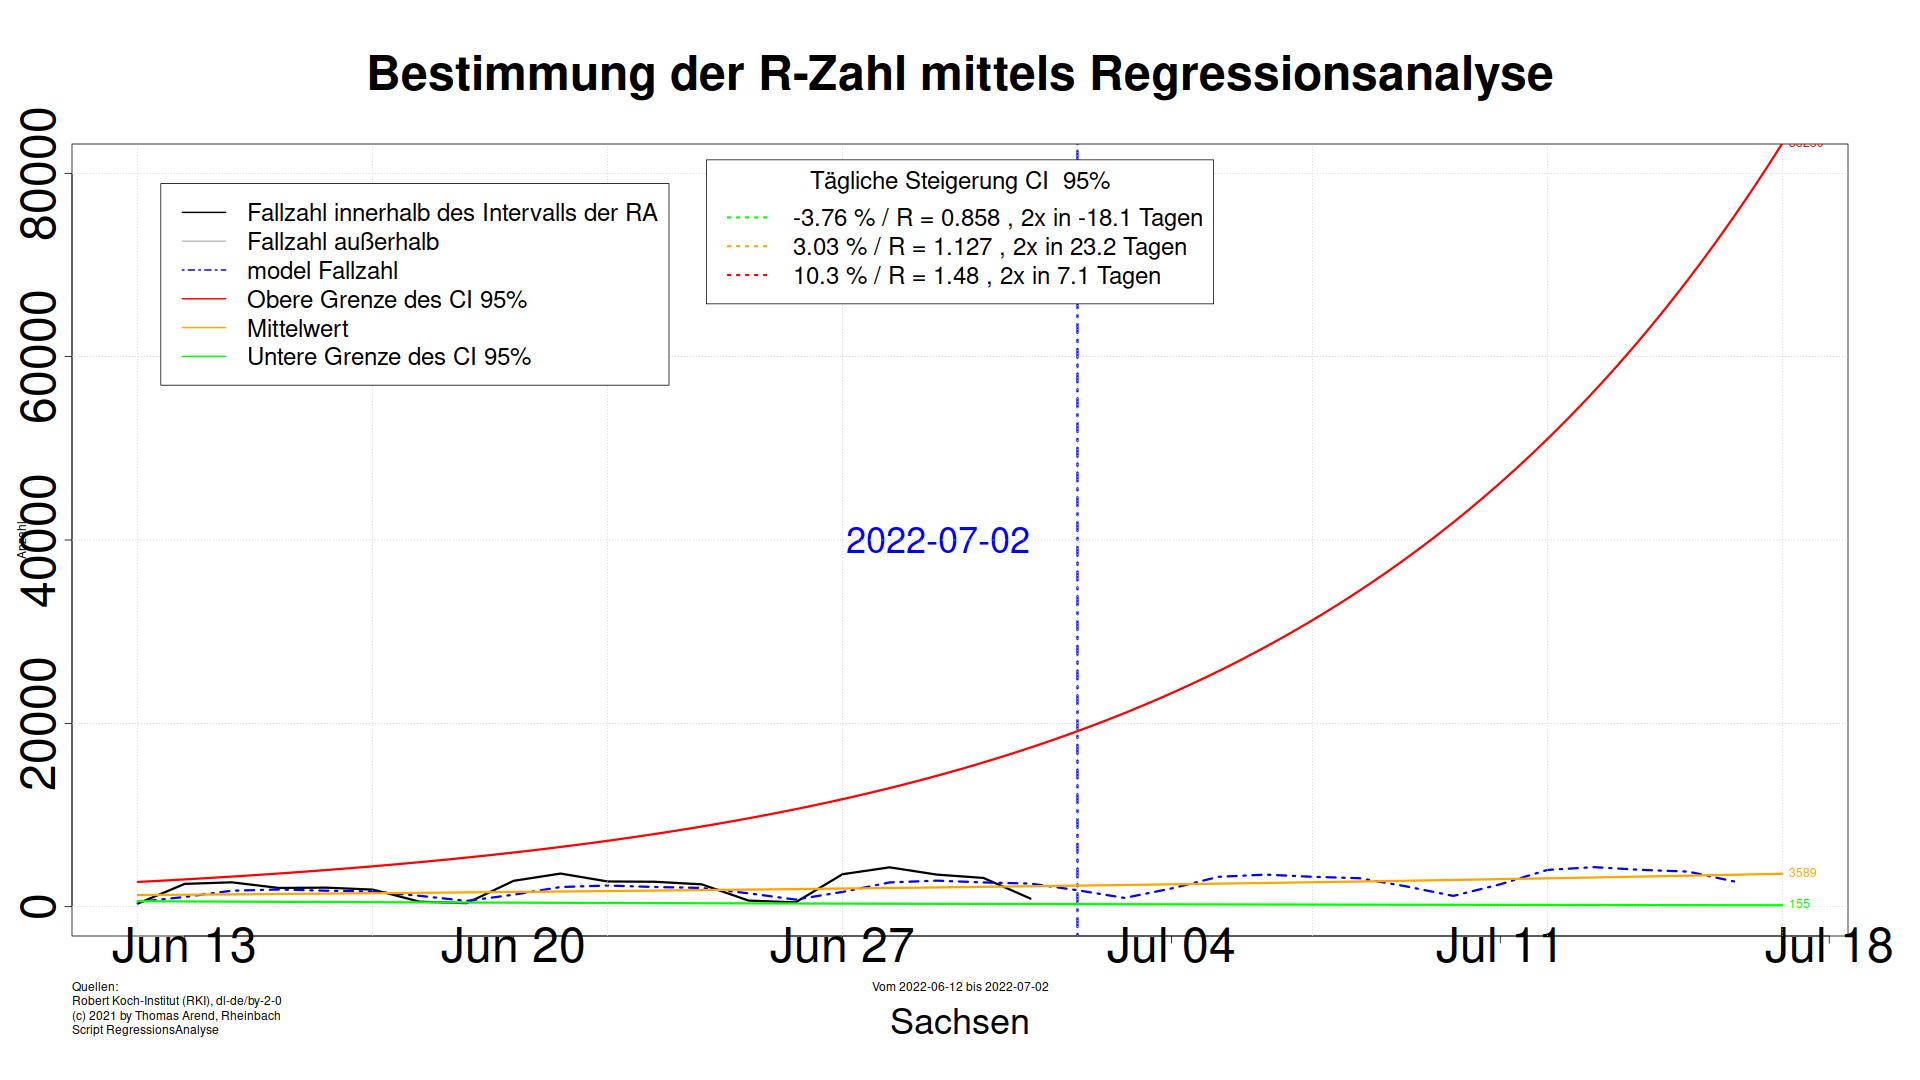 Bestimmung der R-Zahl mittels Regressionsanalyse
80000
60000
40000
20000
0
Anzahl
Fallzahl innerhalb des Intervalls der RA
Fallzahl außerhalb
model Fallzahl
Obere Grenze des CI 95%
Mittelwert
Untere Grenze des CI 95%
Tägliche Steigerung CI 95%
-3.76 % / R = 0.858 , 2x in -18.1 Tagen
3.03 % / R = 1.127 , 2x in 23.2 Tagen
10.3 % / R = 1.48 , 2x in 7.1 Tagen
2022-07-02
3589
155
Jun 13
Jun 20
Jun 27
Jul 04
Jul 11
Jul 18
Quellen:
Robert Koch-Institut (RKI), dl-de/by-2-0
(c) 2021 by Thomas Arend, Rheinbach
Script RegressionsAnalyse
Vom 2022-06-12 bis 2022-07-02
Sachsen